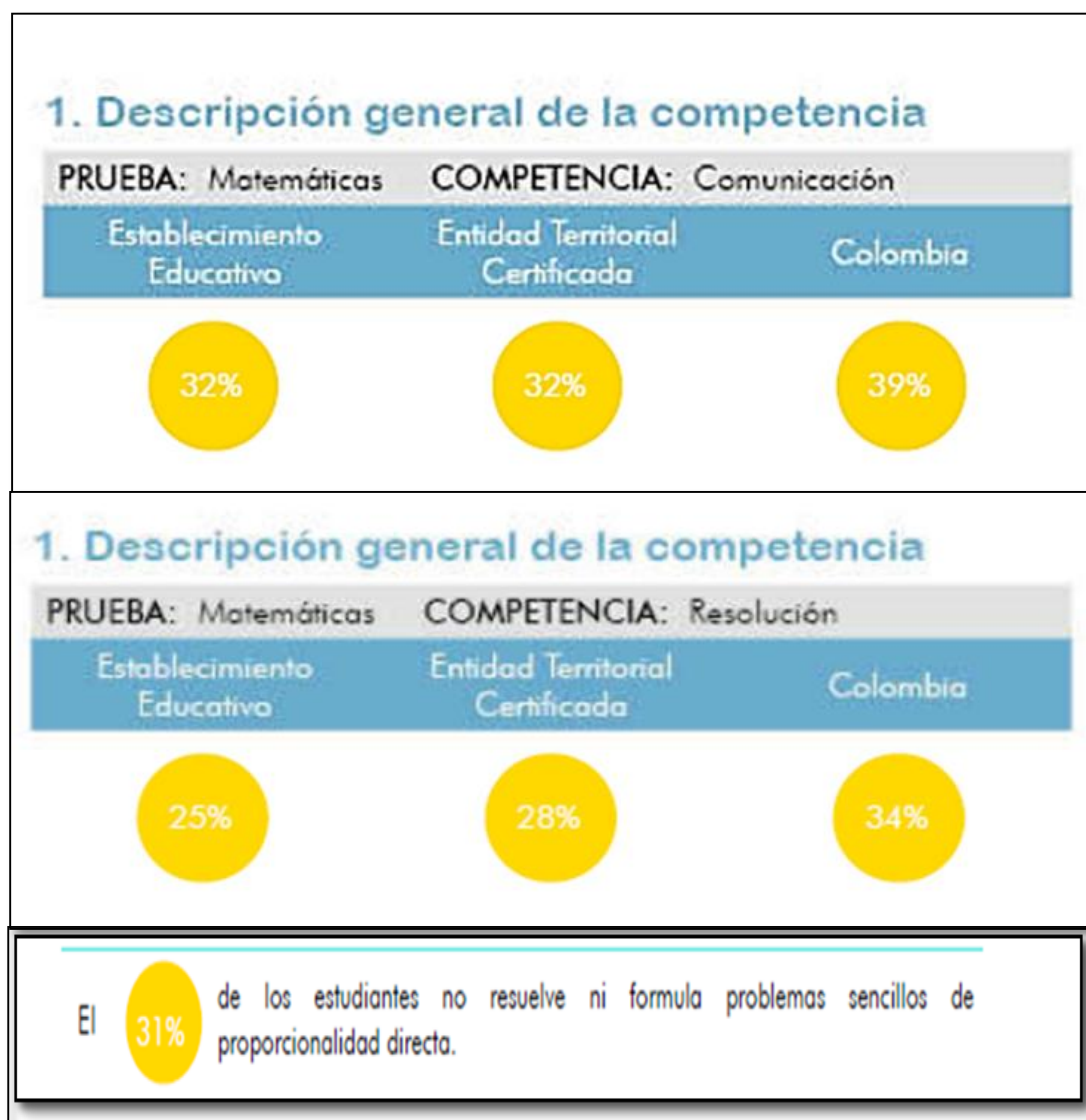 1. Descripción general de la competencia
PRUEBA: Matemáticas COMPETENCIA: Comunicación
Establecimiento Educativo
Entidad Territorial Certificada
Colombia
32% 32% 39%
1. Descripción general de la competencia
PRUEBA: Matemáticas COMPETENCIA: Resolución
Establecimiento Educativo
Entidad Territorial Certificada
Colombia
25% 28% 34%
El 31% de los estudiantes no resuelve ni formula problemas sencillos de
proporcionalidad directa.